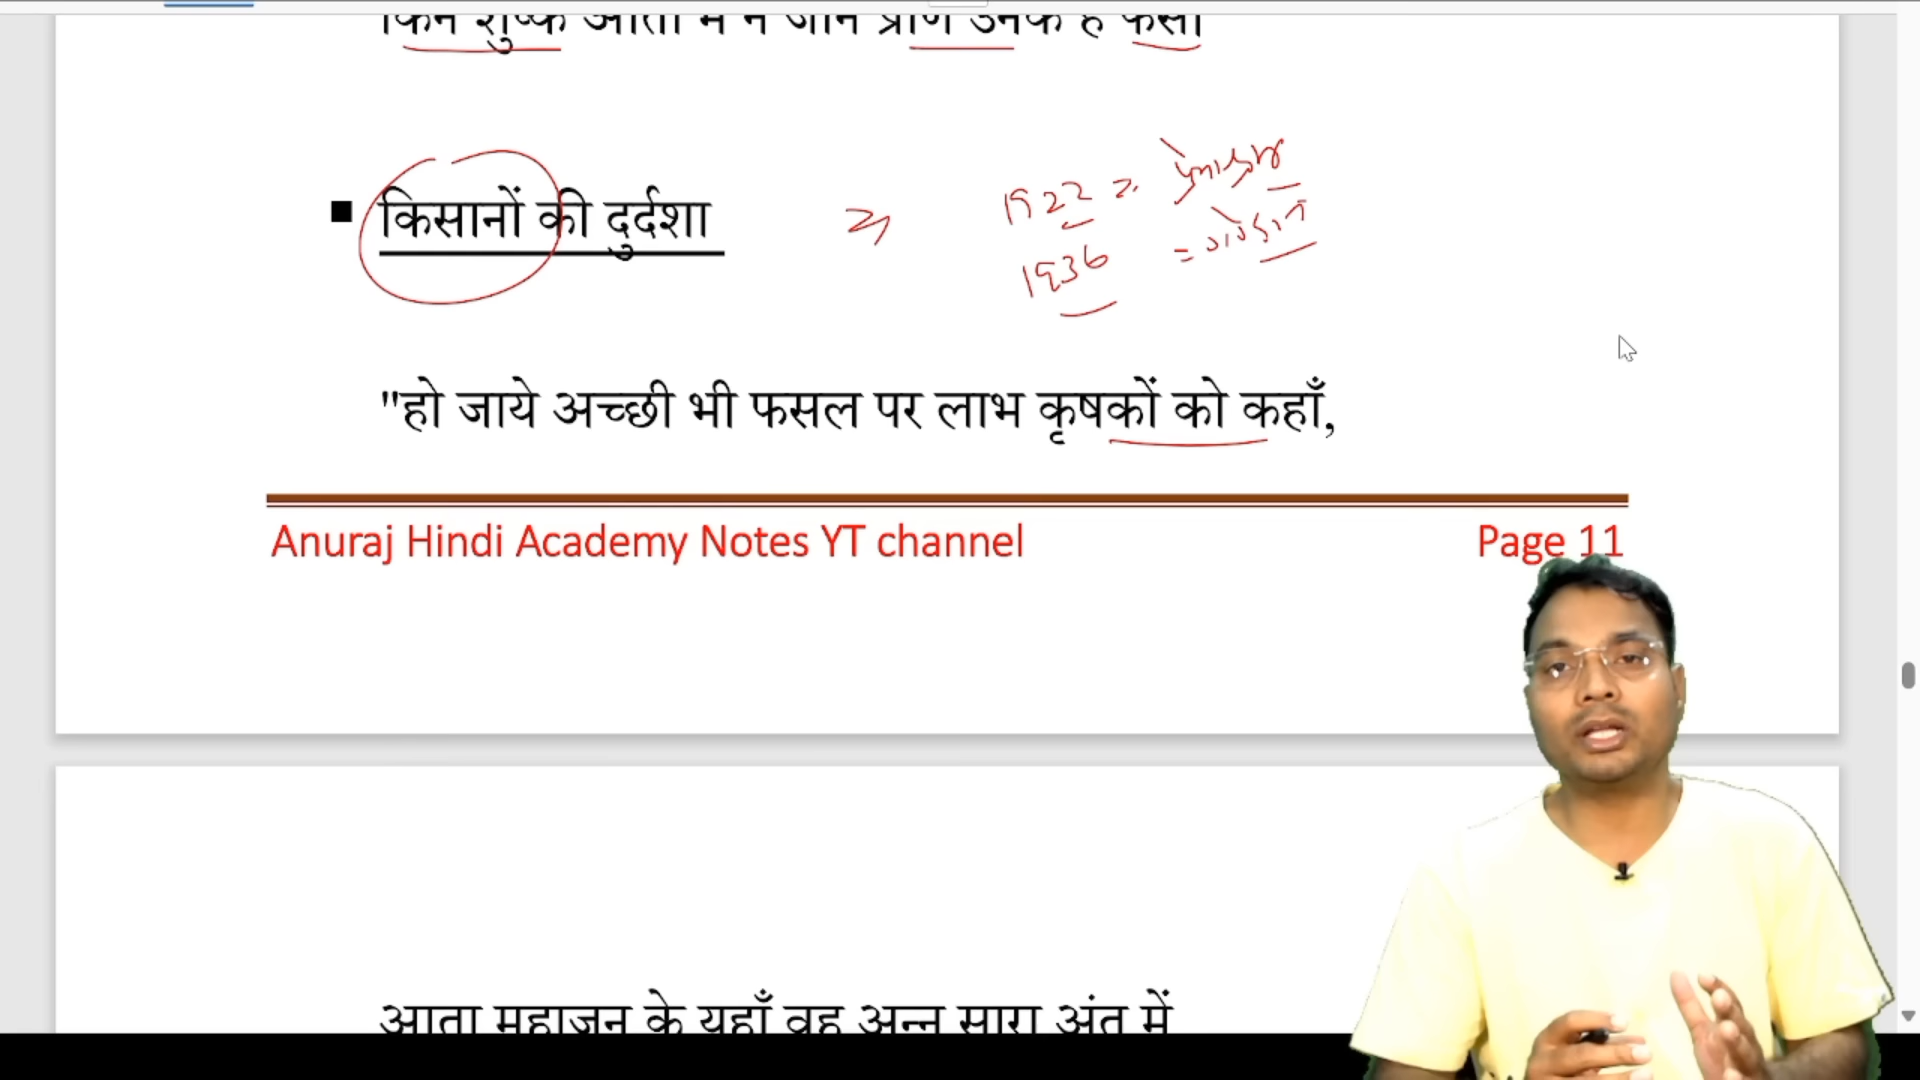 किन शुष्क आंतों में न जाने प्राण उनके हैं फँसे
▪ किसानों की दुर्दशा
1922 = प्रेमाश्रम
1936 = गोदान
"हो जाये अच्छी भी फसल पर लाभ कृषकों को कहाँ,
Anuraj Hindi Academy Notes YT channel Page 11
आता महाजन के यहाँ वह अन्न सारा अंत में